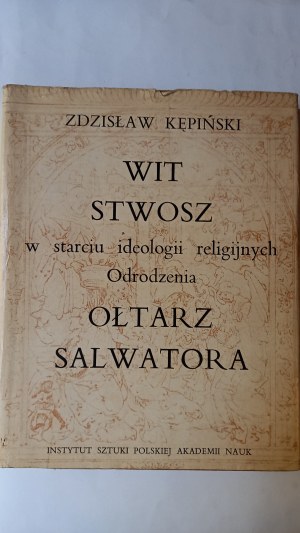 ZDZISŁAW KĘPIŃSKI
WIT
STWOSZ
w starciu ideologii religijnych
Odrodzenia
OŁTARZ
SALWATORA
INSTYTUT SZTUKI POLSKIEJ AKADEMII NAUK